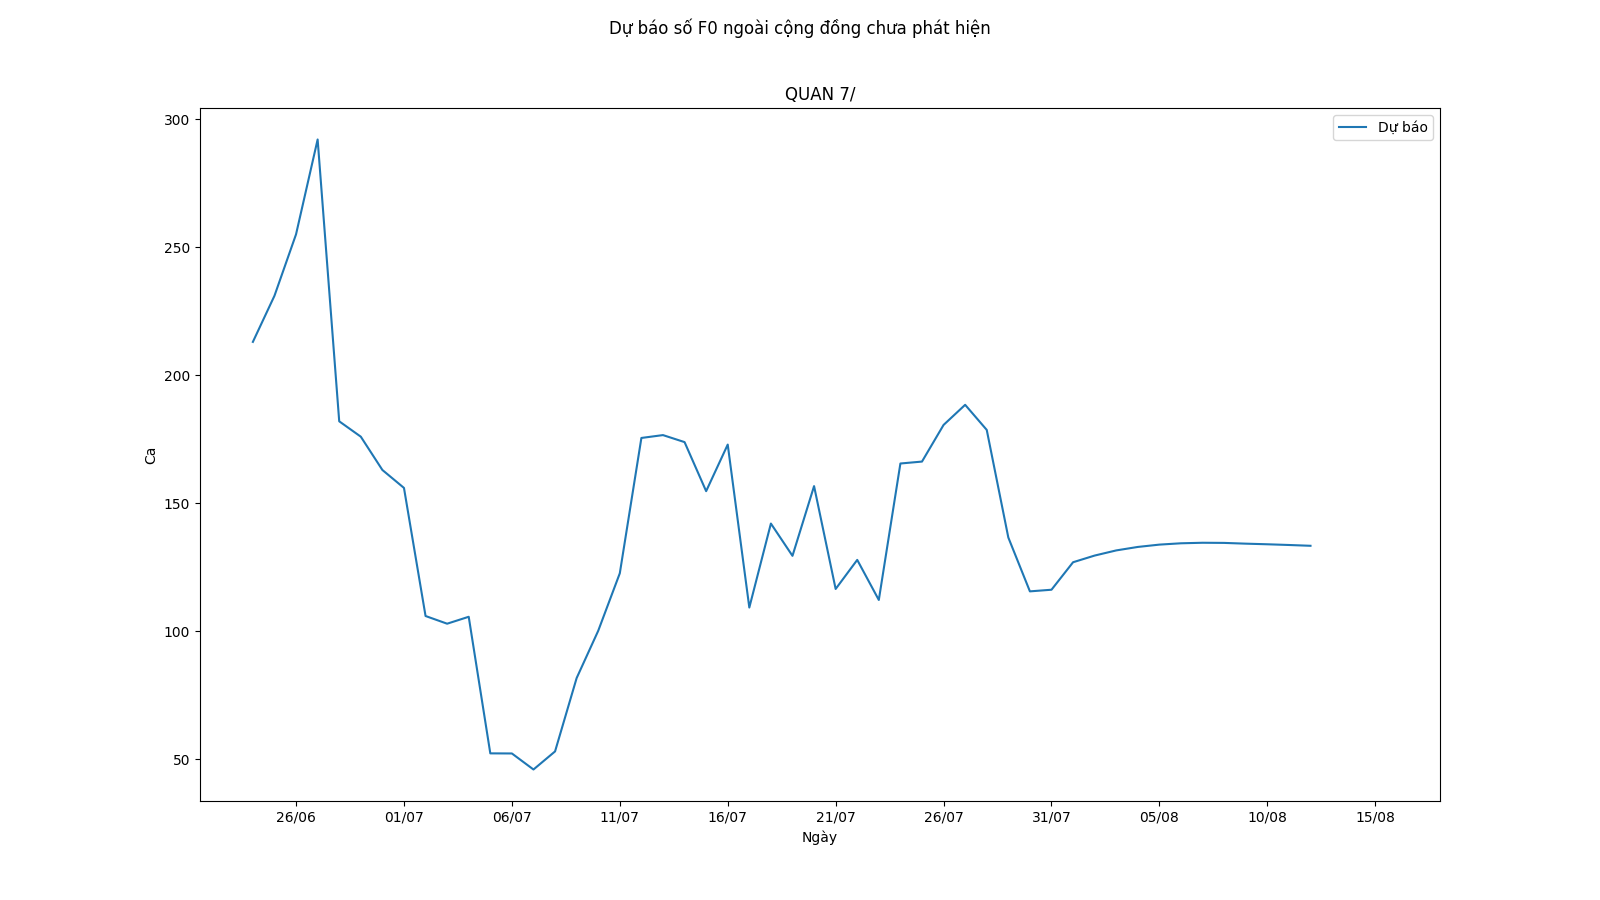 Dự báo số F0 ngoài cộng đồng chưa phát hiện
QUAN 7/
Dự báo
300
250
200
150
100
50
Ca
26/06 01/07 06/07 11/07 16/07 21/07 26/07 31/07 05/08 10/08 15/08
Ngày